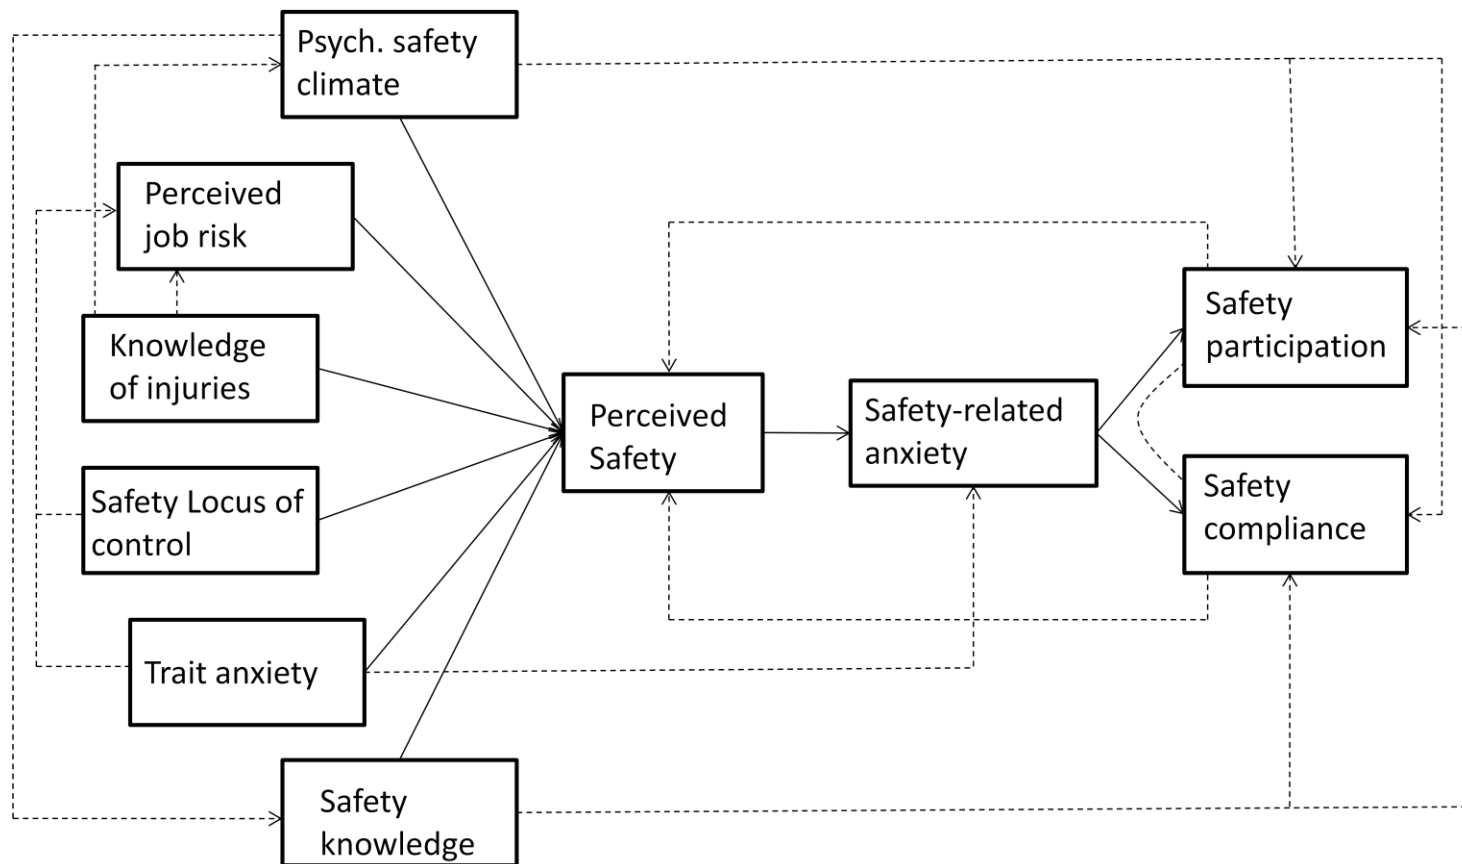 Psych. safety
climate
Perceived
job risk
Knowledge
of injuries
Safety Locus of
control
Trait anxiety
Safety
knowledge
Perceived
Safety
Safety-related
anxiety
Safety
participation
Safety
compliance